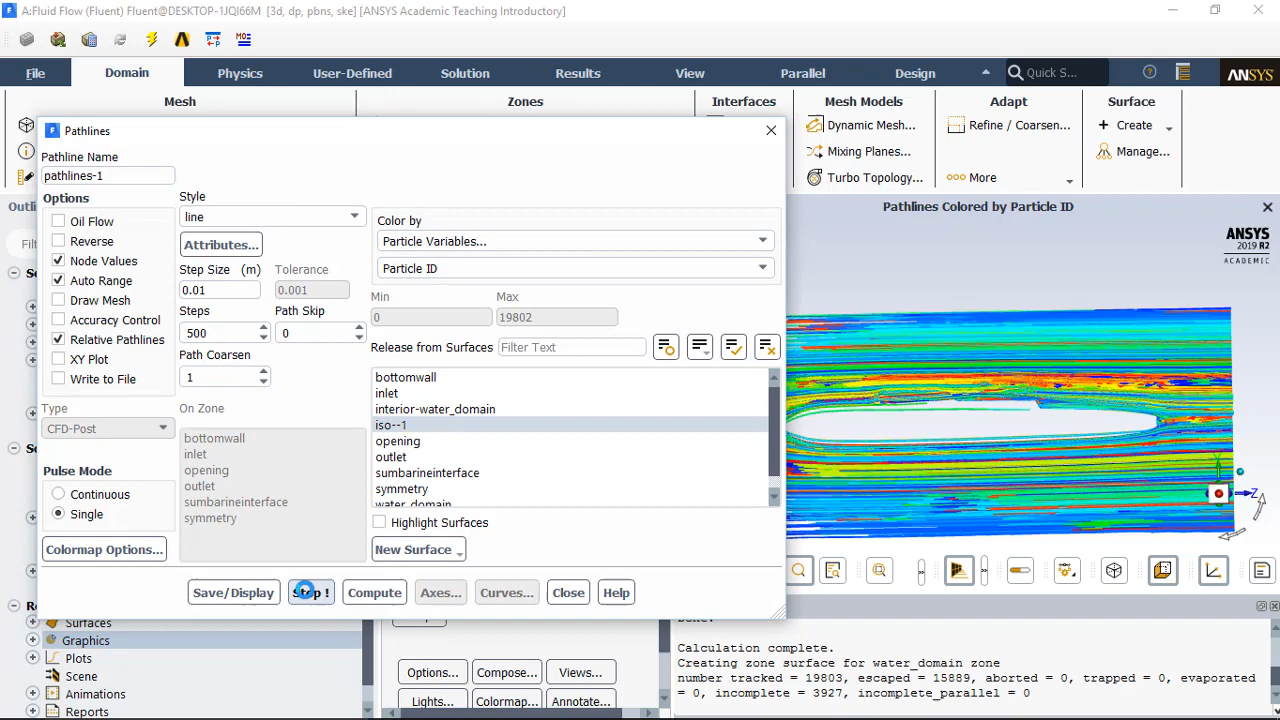 A:Fluid Flow (Fluent) Fluent@DESKTOP-1JQI66M [3d, dp, pbns, ske] [ANSYS Academic Teaching Introductory]
File Domain Physics User-Defined Solution Results View Parallel Design Quick S... ANSYS
Mesh Zones Interfaces Mesh Models Adapt Surface
Dynamic Mesh... Refine / Coarsen... Create
Mixing Planes... Manage...
Turbo Topology... More
Pathlines
Pathline Name
pathlines-1
Options
Oil Flow
Reverse
Node Values
Auto Range
Draw Mesh
Accuracy Control
Relative Pathlines
XY Plot
Write to File
Type
CFD-Post
Pulse Mode
Continuous
Single
Colormap Options...
Style
line
Attributes...
Step Size (m) Tolerance
0.01 0.001
Steps Path Skip
500 0
Path Coarsen
1
On Zone
bottomwall
inlet
opening
outlet
sumbarineinterface
symmetry
Color by
Particle Variables...
Particle ID
Min Max
0 19802
Release from Surfaces Filter Text
bottomwall
inlet
interior-water_domain
iso--1
opening
outlet
sumbarineinterface
symmetry
water_domain
Highlight Surfaces
New Surface
Save/Display Stop ! Compute Axes... Curves... Close Help
Pathlines Colored by Particle ID
ANSYS
2019 R2
ACADEMIC
Y
Z
Surfaces
Graphics
Plots
Scene
Animations
Reports
Options... Compose... Views...
Lights... Colormap... Annotate...
done.
Calculation complete.
Creating zone surface for water_domain zone
number tracked = 19803, escaped = 15889, aborted = 0, trapped = 0, evaporated
= 0, incomplete = 3927, incomplete_parallel = 0